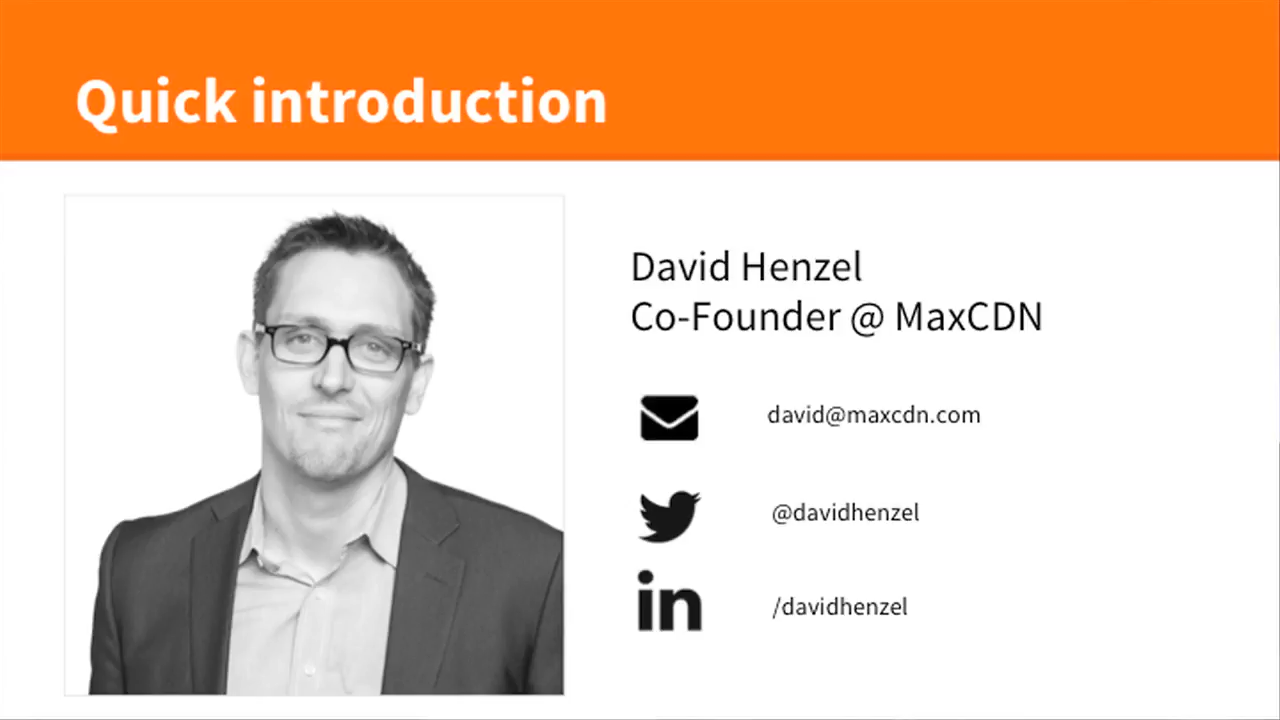 Quick introduction
David Henzel
Co-Founder @ MaxCDN
david@maxcdn.com
@davidhenzel
in
/davidhenzel